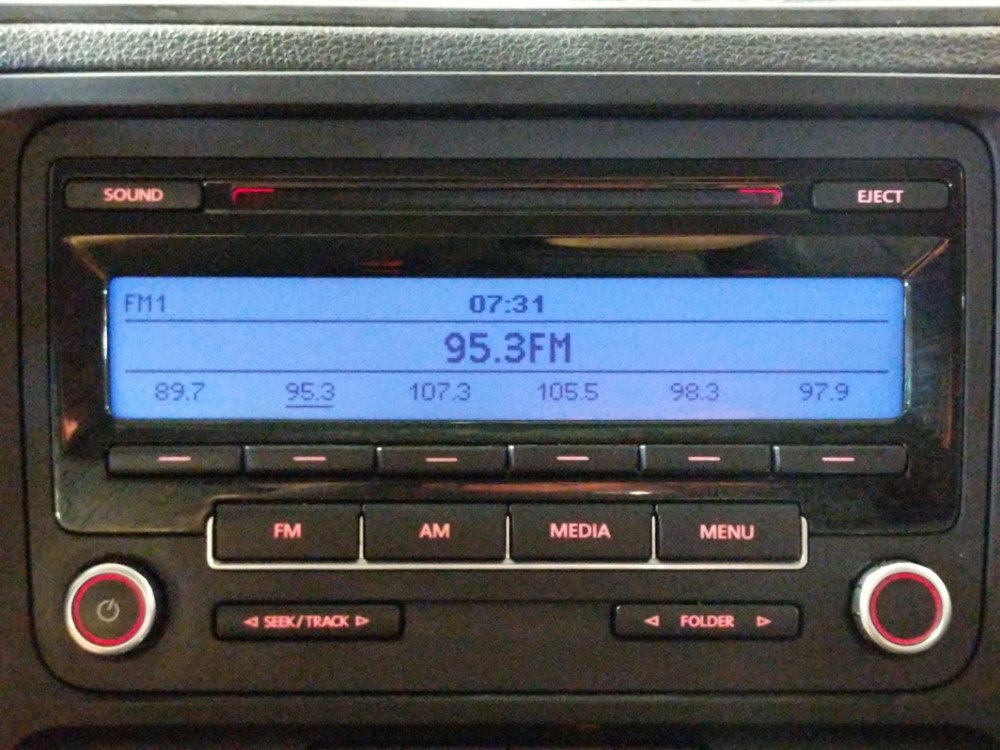 SOUND EJECT
FM1 07:31
95.3FM
89.7 95.3 107.3 105.5 98.3 97.9
FM AM MEDIA MENU
SEEK/TRACK FOLDER